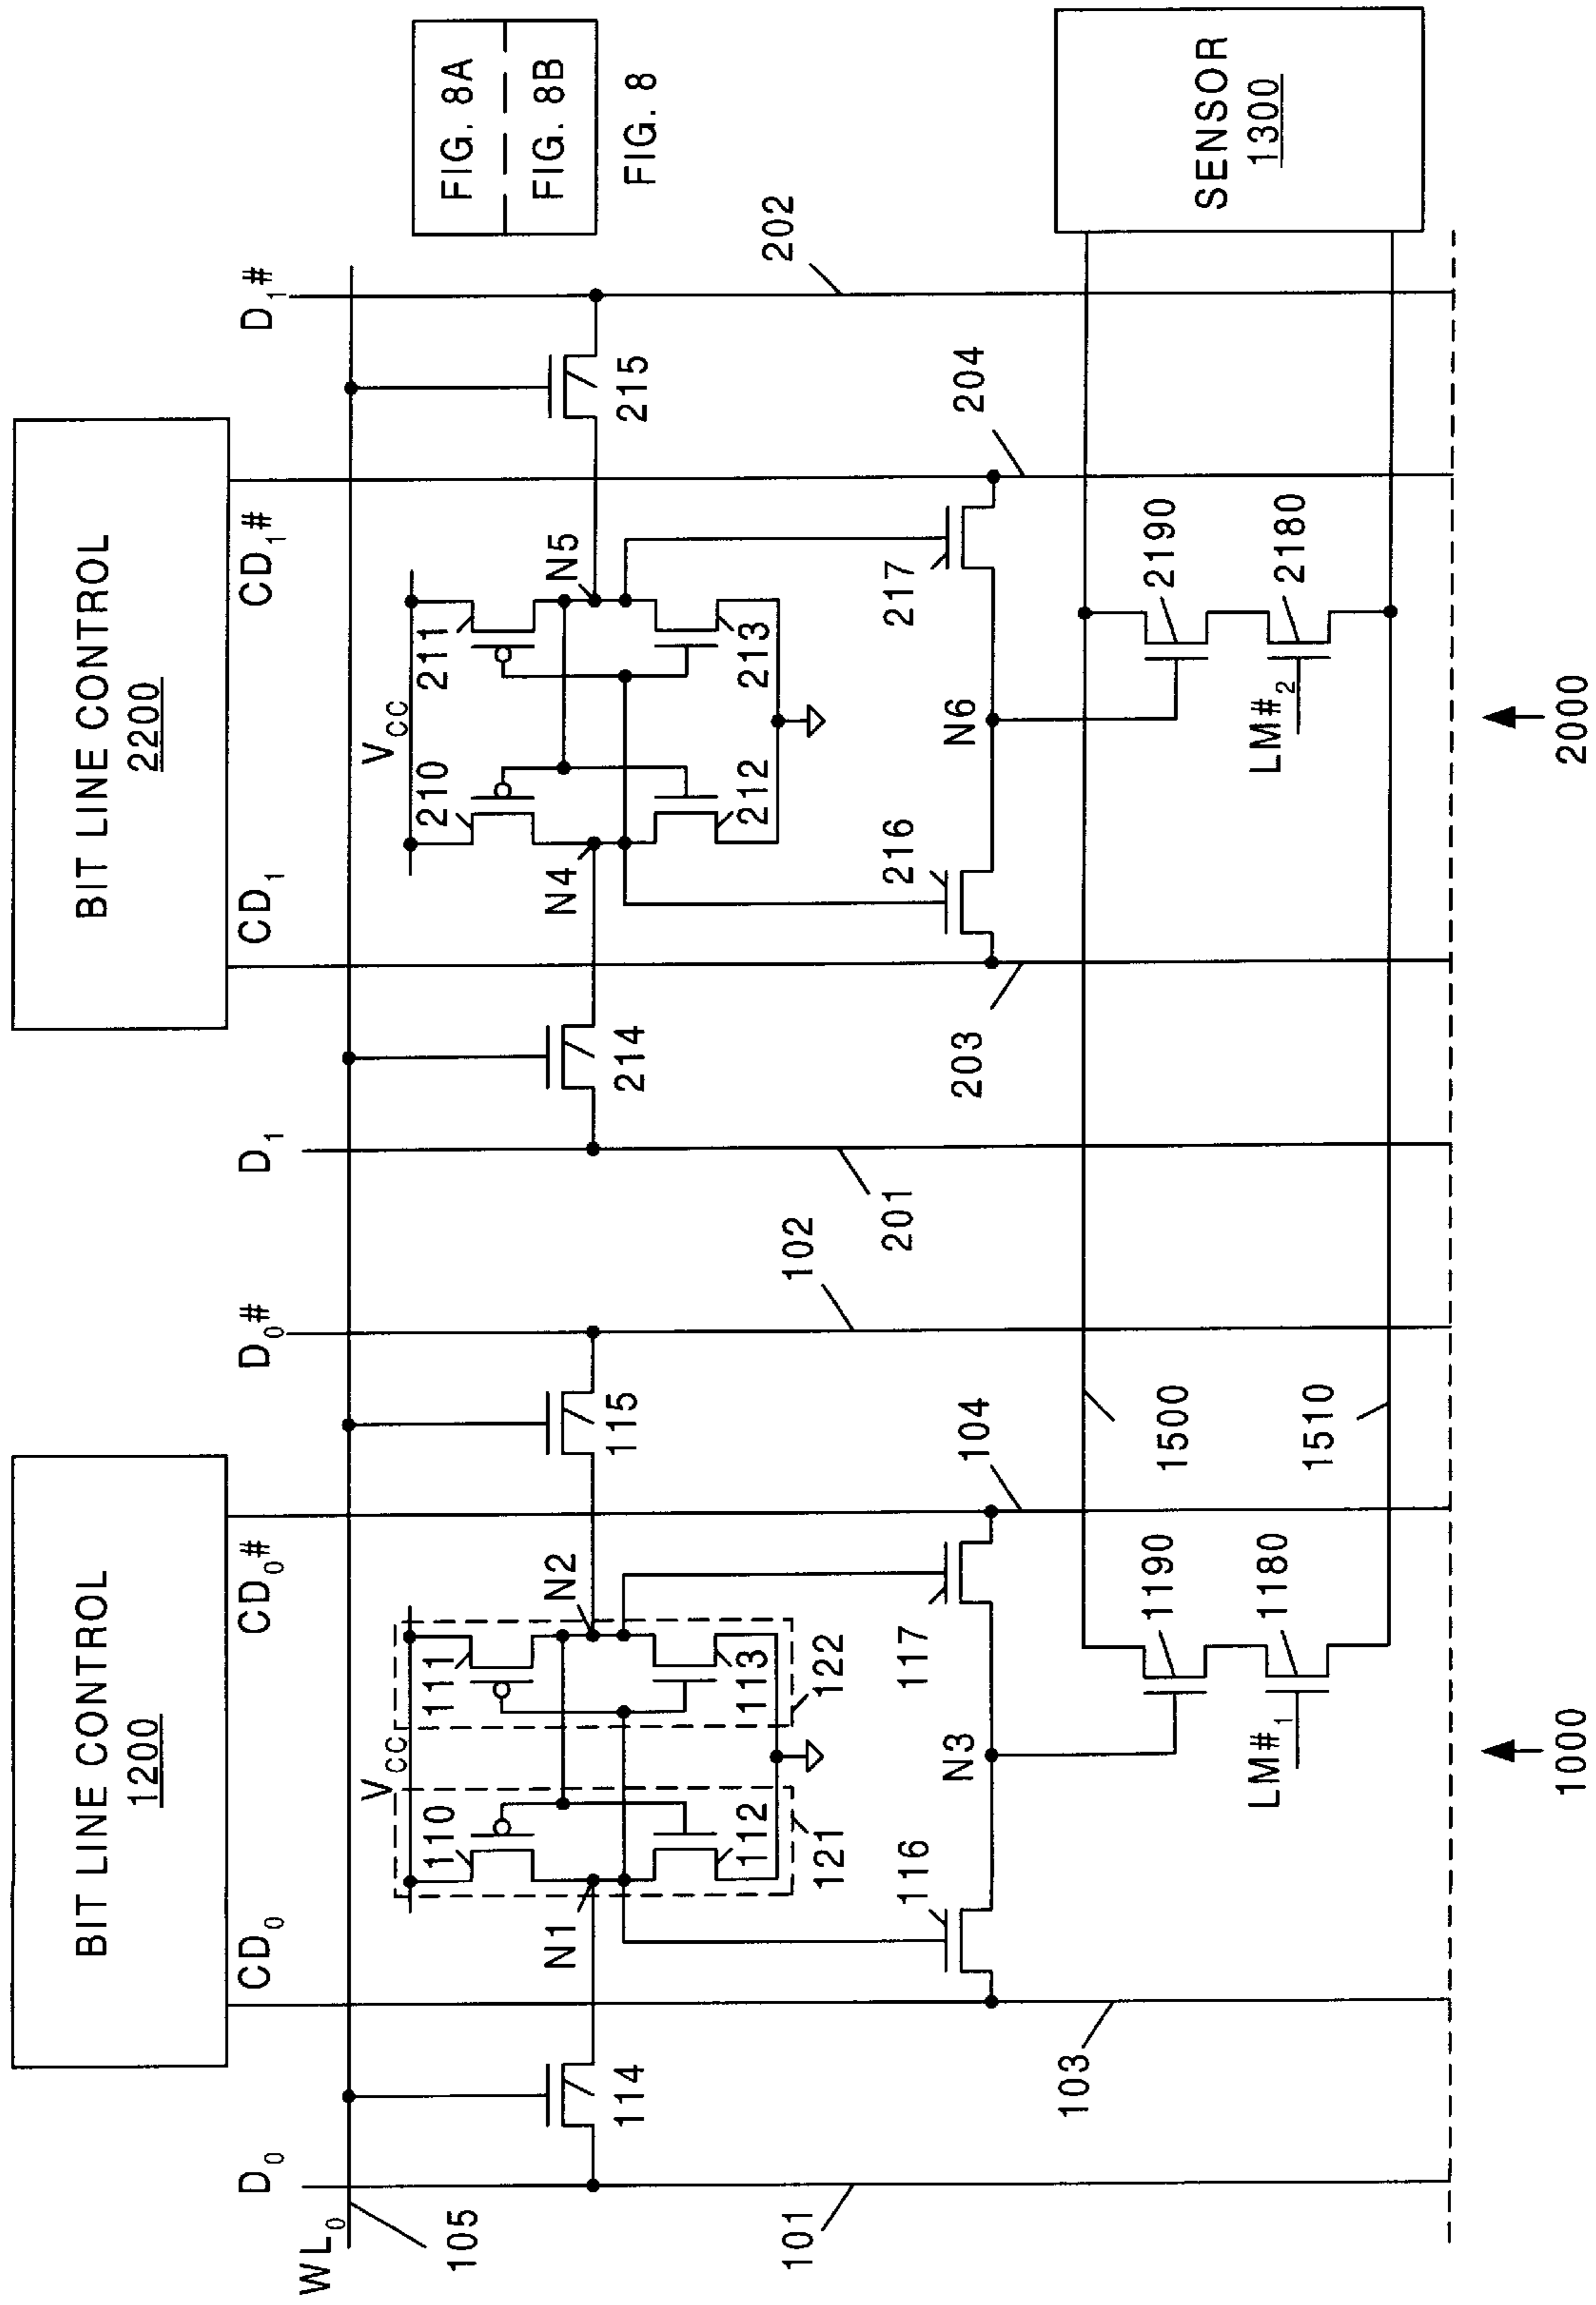 BIT LINE CONTROL
1200
BIT LINE CONTROL
2200
D0
CD0
CD0#
D0#
D1
CD1
CD1#
D1#
WL0
105
VCC
VCC
110
111
210
211
FIG. 8A
FIG. 8B
FIG. 8
N1
N2
N4
N5
114
112
113
115
214
212
213
215
121
122
101
102
201
202
116
117
216
217
N3
N6
103
104
203
204
1500
1510
1190
1180
LM#1
2190
2180
LM#2
SENSOR
1300
1000
2000